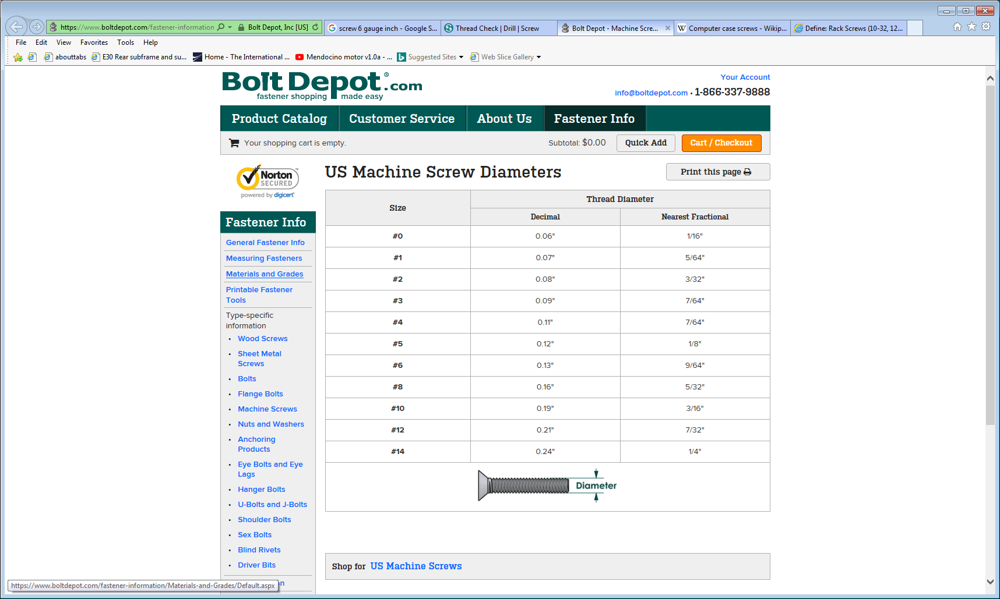 https://www.boltdepot.com/fastener-information
Bolt Depot, Inc [US]
screw 6 gauge inch - Google S...
Thread Check | Drill | Screw
Bolt Depot - Machine Scre...
Computer case screws - Wikip...
Define: Rack Screws (10-32, 12...
File Edit View Favorites Tools Help
abouttabs
E30 Rear subframe and su...
Home - The International ...
Mendocino motor v1.0a - ...
Suggested Sites
Web Slice Gallery
Bolt Depot®.com
fastener shopping made easy
Your Account
info@boltdepot.com • 1-866-337-9888
Product Catalog Customer Service About Us Fastener Info
Your shopping cart is empty.
Subtotal: $0.00
Quick Add
Cart / Checkout
Norton™
SECURED
powered by digicert
Fastener Info
General Fastener Info
Measuring Fasteners
Materials and Grades
Printable Fastener
Tools
Type-specific
information
• Wood Screws
• Sheet Metal
Screws
• Bolts
• Flange Bolts
• Machine Screws
• Nuts and Washers
• Anchoring
Products
• Eye Bolts and Eye
Lags
• Hanger Bolts
• U-Bolts and J-Bolts
• Shoulder Bolts
• Sex Bolts
• Blind Rivets
• Driver Bits
US Machine Screw Diameters
Print this page
Size Thread Diameter
Decimal Nearest Fractional
#0 0.06" 1/16"
#1 0.07" 5/64"
#2 0.08" 3/32"
#3 0.09" 7/64"
#4 0.11" 7/64"
#5 0.12" 1/8"
#6 0.13" 9/64"
#8 0.16" 5/32"
#10 0.19" 3/16"
#12 0.21" 7/32"
#14 0.24" 1/4"
Diameter
Shop for US Machine Screws
https://www.boltdepot.com/fastener-information/Materials-and-Grades/Default.aspx